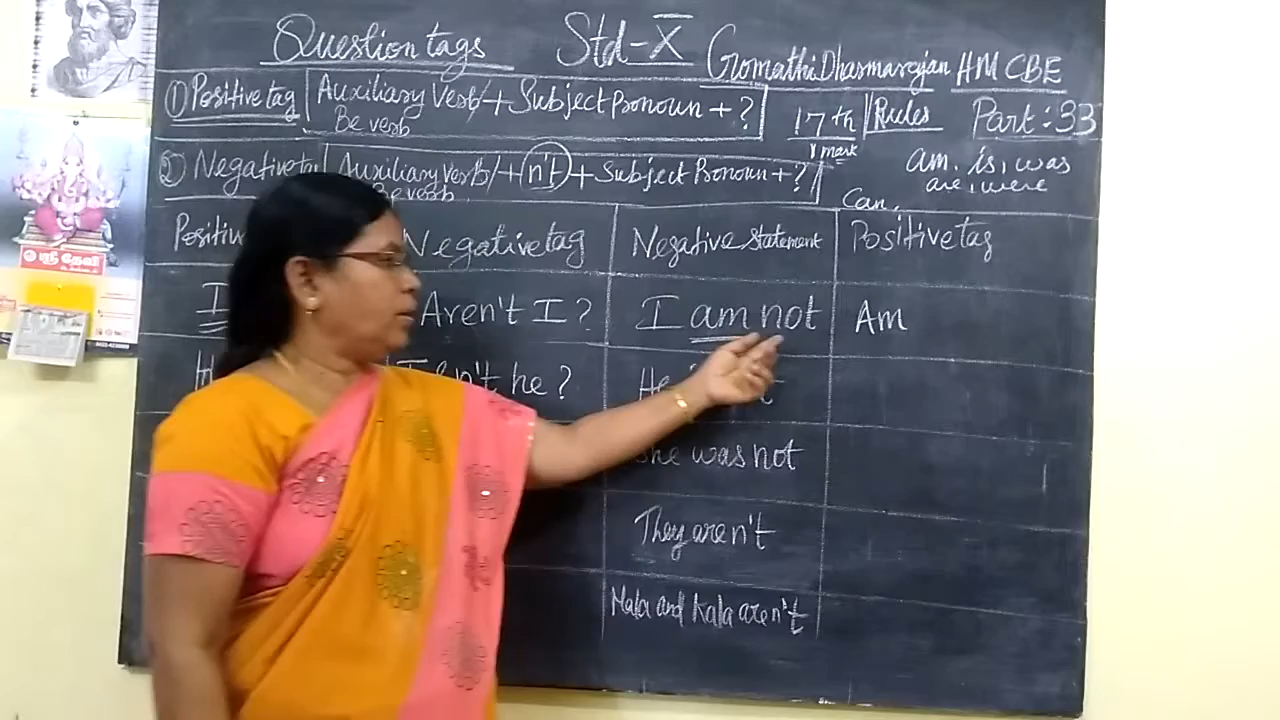 Question tags Std-X Gomathi Dharmarajan HM CBE
① Positive tag Auxiliary Verb/ + Subject Pronoun + ?
Be verb
17th
1 mark
Rules Part: 33
② Negative Auxiliary Verb/ + n't + Subject Pronoun + ?
Be verb
am, is, was
are, were
Can,
Negative tag Negative Statement Positive tag
I Aren't I? I am not Am
Isn't he? He
She was not
They aren't
Mala and Kala aren't
ஸ்ரீ தேவி